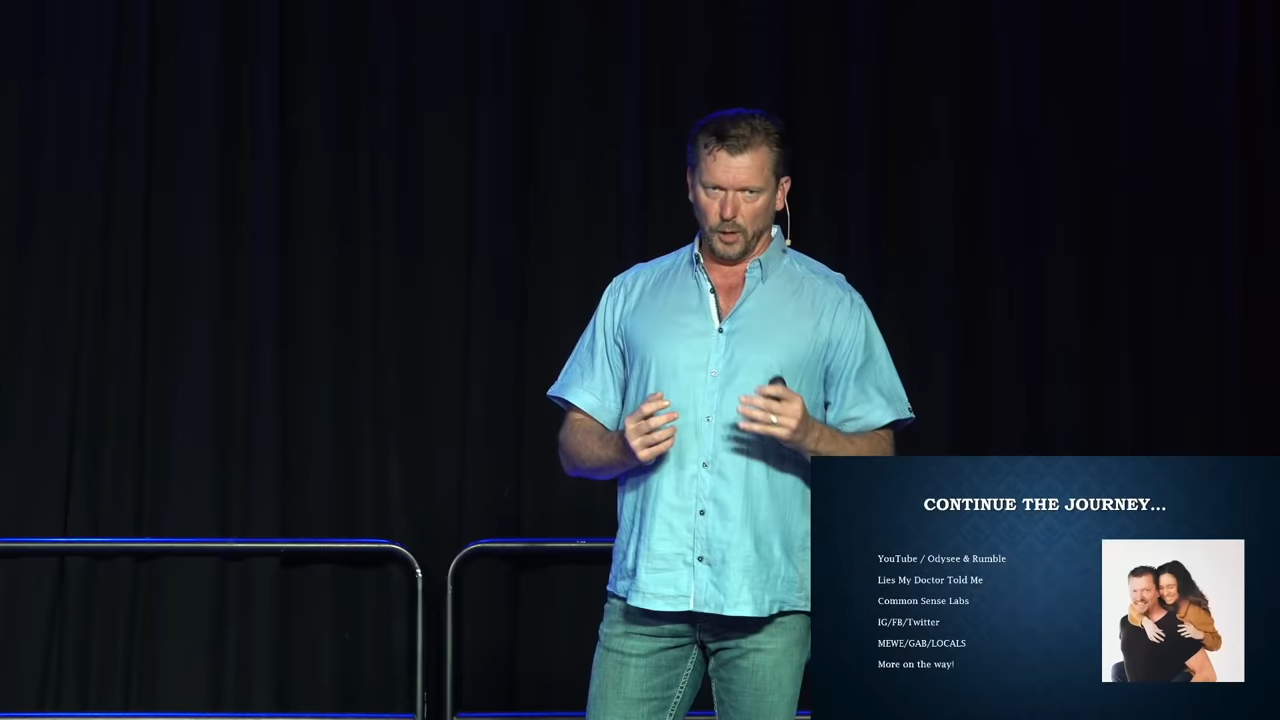 CONTINUE THE JOURNEY...
YouTube / Odysee & Rumble
Lies My Doctor Told Me
Common Sense Labs
IG/FB/Twitter
MEWE/GAB/LOCALS
More on the way!